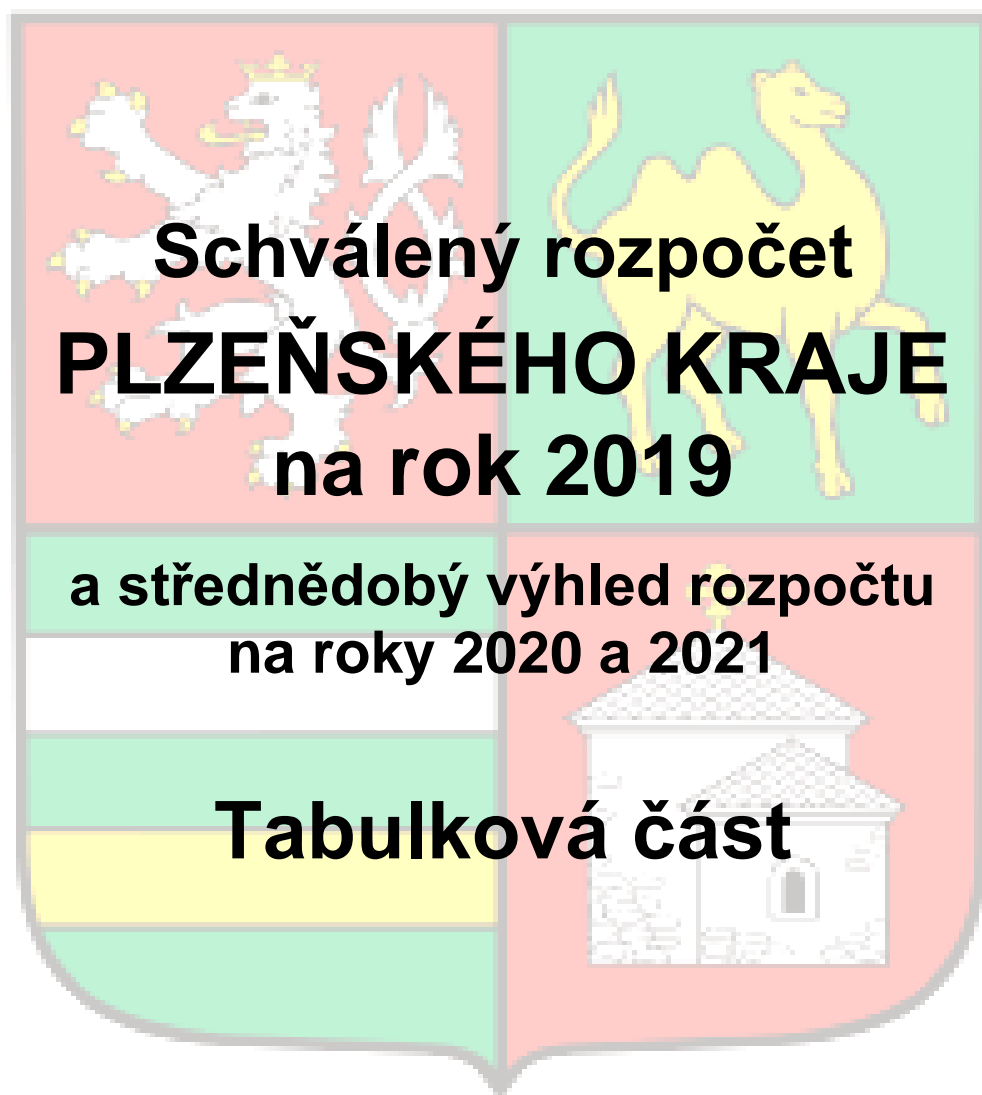 Schválený rozpočet
PLZEŇSKÉHO KRAJE
na rok 2019
a střednědobý výhled rozpočtu
na roky 2020 a 2021
Tabulková část